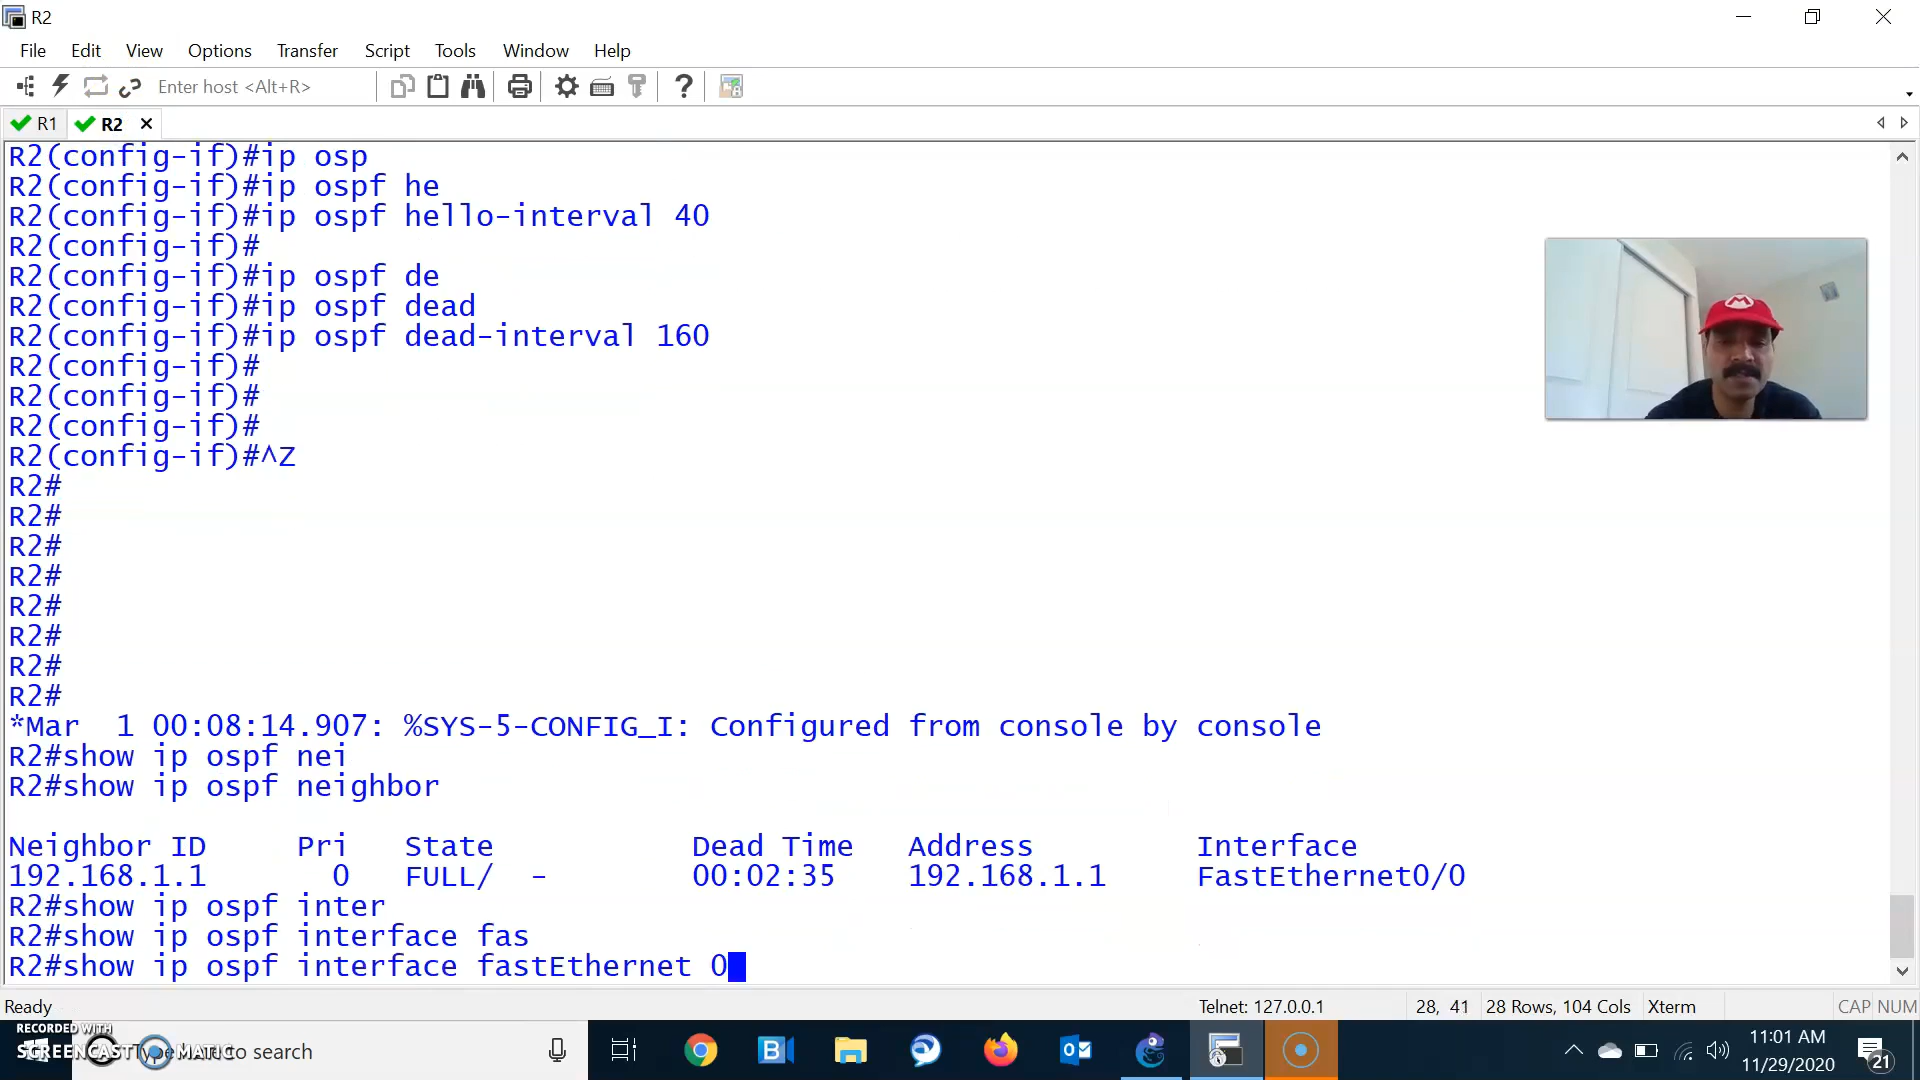 R2
File Edit View Options Transfer Script Tools Window Help
Enter host <Alt+R>
R1 R2
R2(config-if)#ip osp
R2(config-if)#ip ospf he
R2(config-if)#ip ospf hello-interval 40
R2(config-if)#
R2(config-if)#ip ospf de
R2(config-if)#ip ospf dead
R2(config-if)#ip ospf dead-interval 160
R2(config-if)#
R2(config-if)#
R2(config-if)#
R2(config-if)#^Z
R2#
R2#
R2#
R2#
R2#
R2#
R2#
R2#
*Mar  1 00:08:14.907: %SYS-5-CONFIG_I: Configured from console by console
R2#show ip ospf nei
R2#show ip ospf neighbor
Neighbor ID Pri State Dead Time Address Interface
192.168.1.1 0 FULL/ - 00:02:35 192.168.1.1 FastEthernet0/0
R2#show ip ospf inter
R2#show ip ospf interface fas
R2#show ip ospf interface fastEthernet 0
Ready Telnet: 127.0.0.1 28, 41 28 Rows, 104 Cols Xterm CAP NUM
RECORDED WITH
SCREENCAST MATIC
to search
11:01 AM
11/29/2020
21